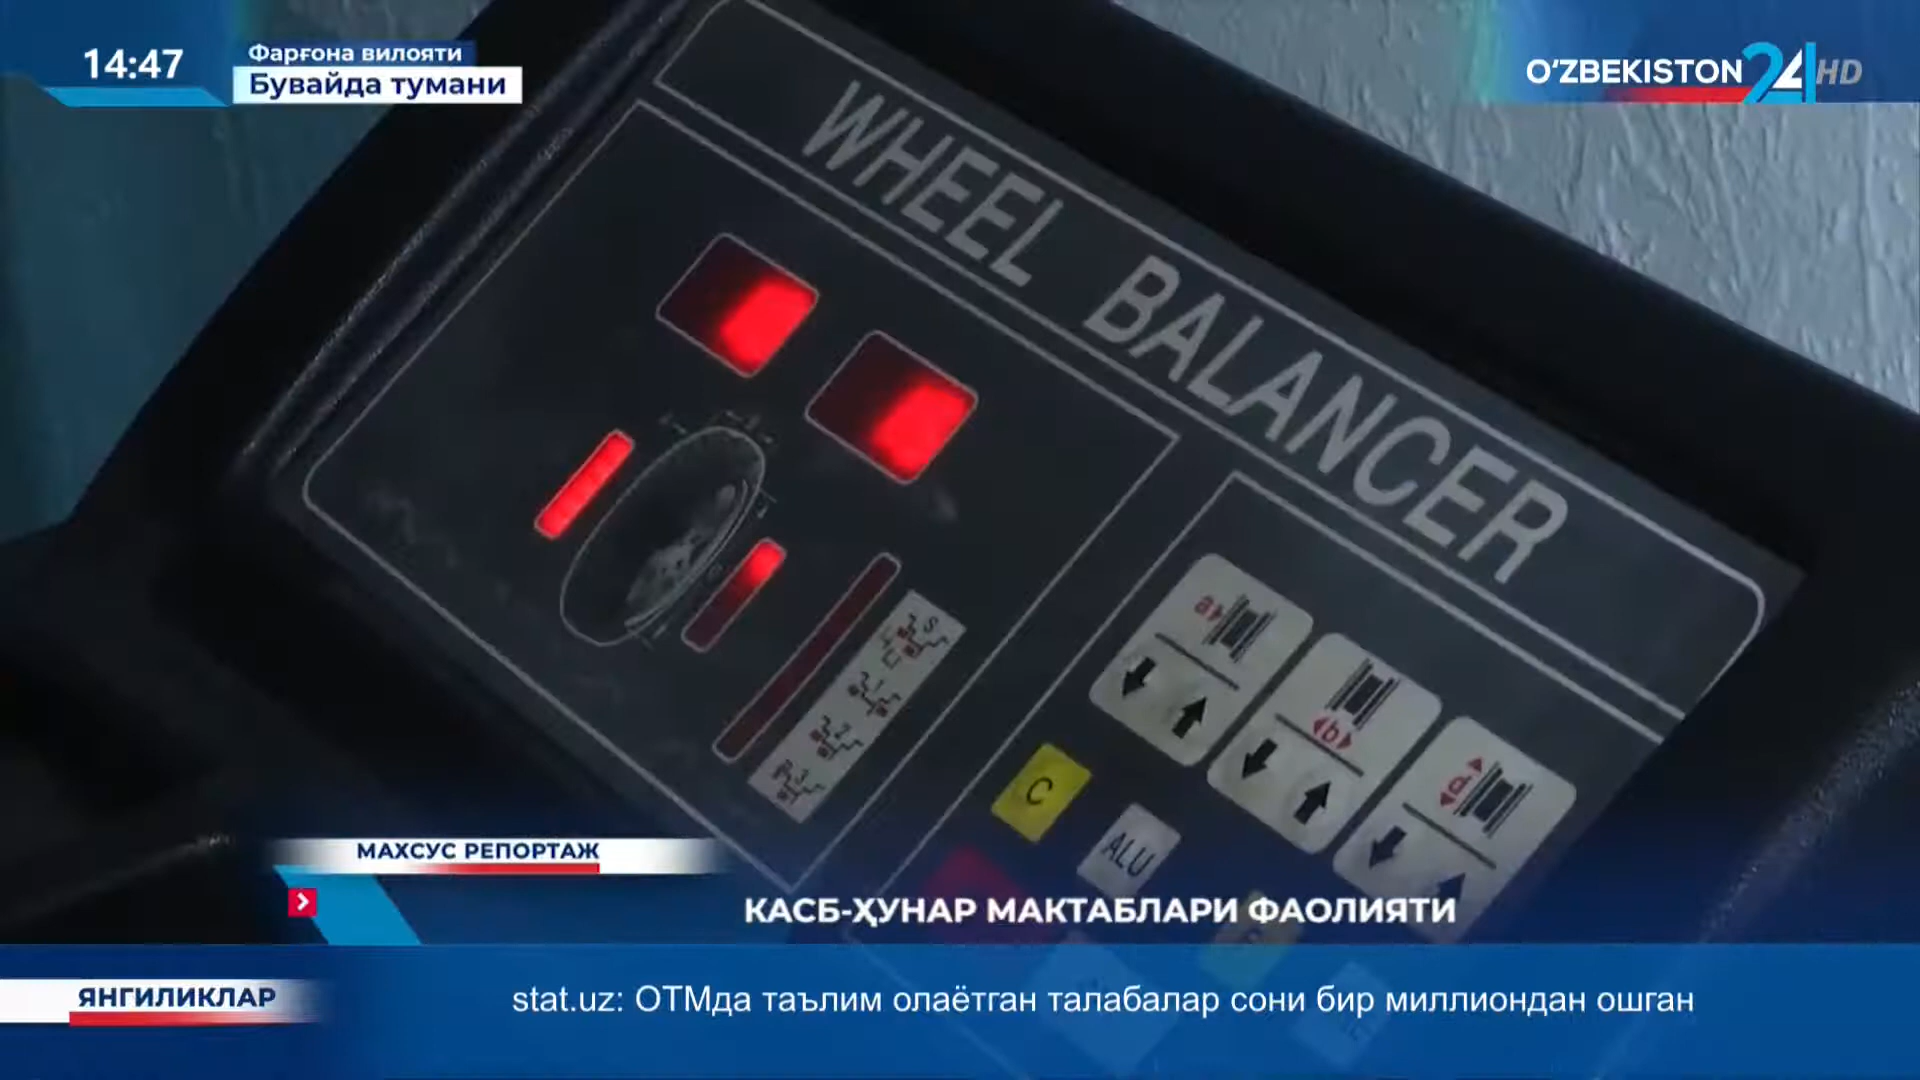 14:47
Фарғона вилояти
Бувайда тумани
O‘ZBEKISTON 24 HD
WHEEL BALANCER
a
b
d
C
ALU
МАХСУС РЕПОРТАЖ
КАСБ-ҲУНАР МАКТАБЛАРИ ФАОЛИЯТИ
ЯНГИЛИКЛАР
stat.uz: ОТМда таълим олаётган талабалар сони бир миллиондан ошган